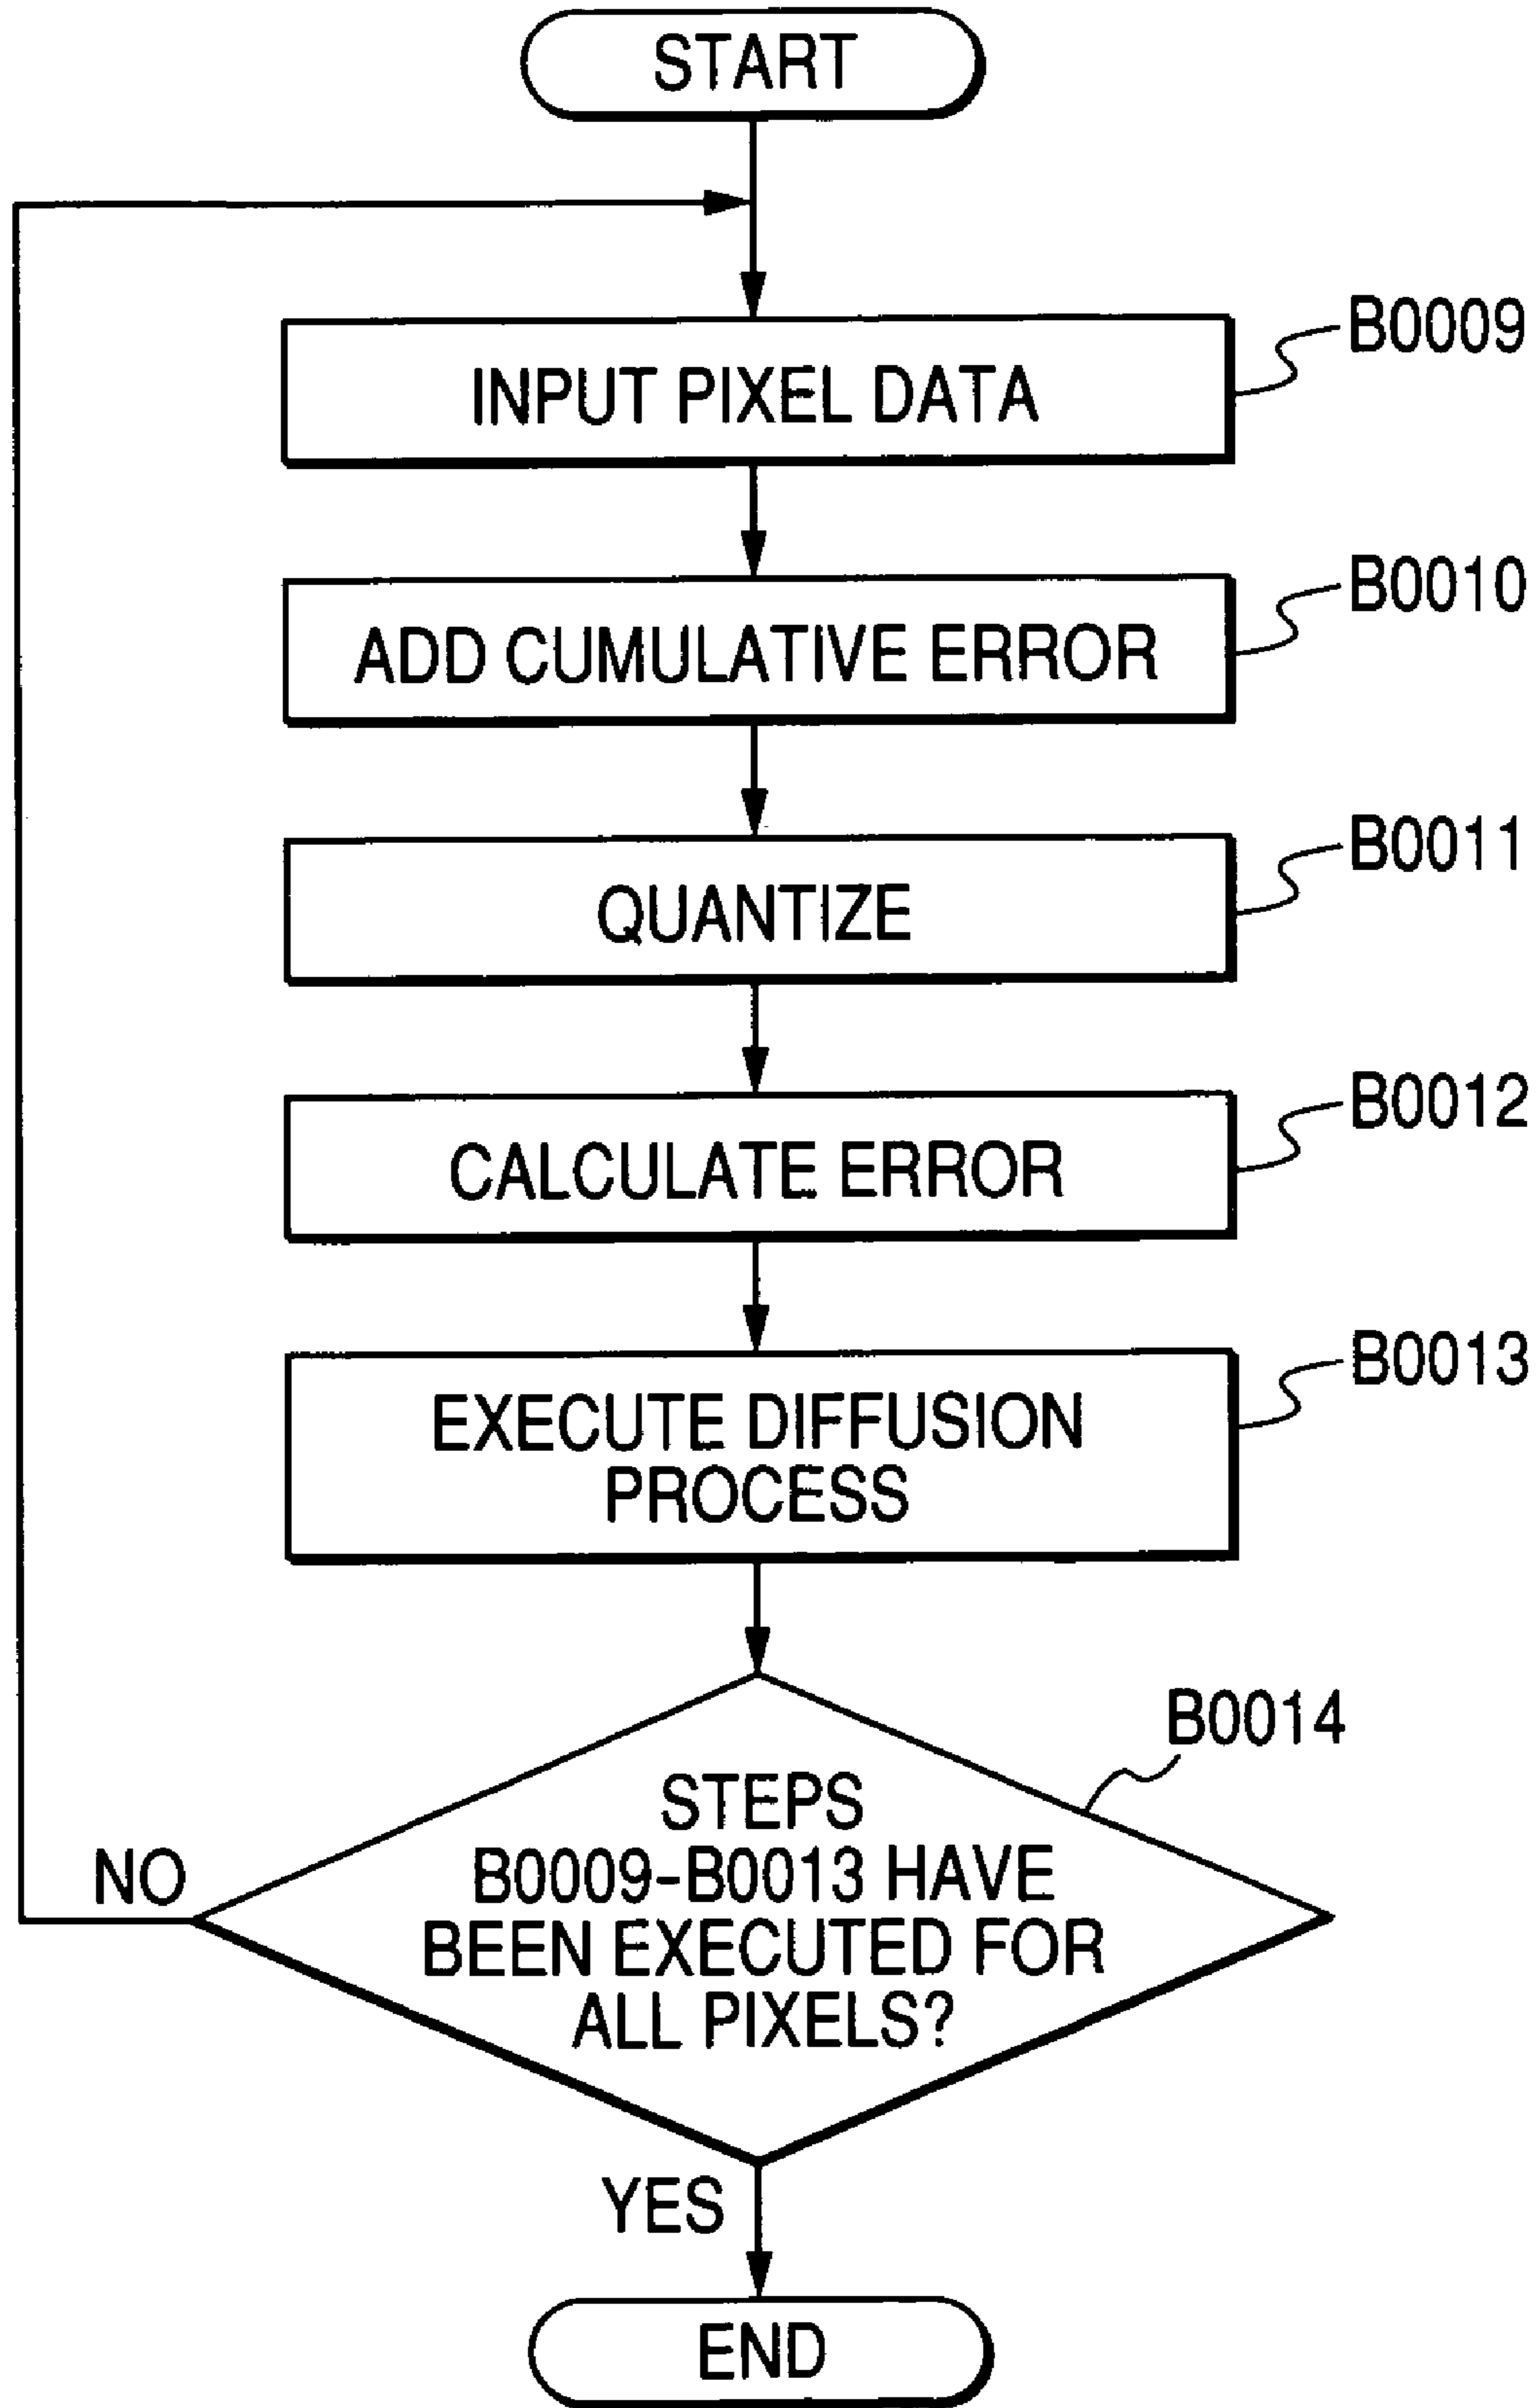 START
INPUT PIXEL DATA
B0009
ADD CUMULATIVE ERROR
B0010
QUANTIZE
B0011
CALCULATE ERROR
B0012
EXECUTE DIFFUSION
PROCESS
B0013
B0014
STEPS
B0009-B0013 HAVE
BEEN EXECUTED FOR
ALL PIXELS?
NO
YES
END